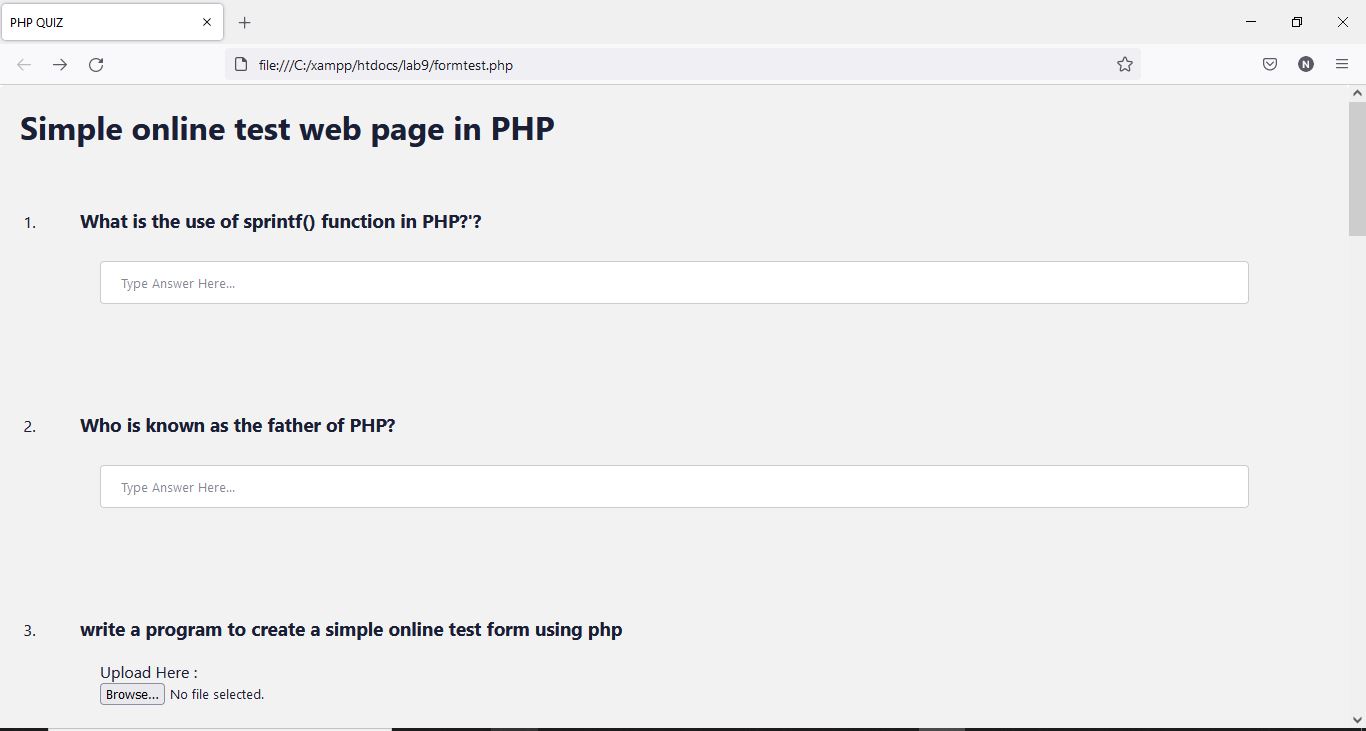 PHP QUIZ
file:///C:/xampp/htdocs/lab9/formtest.php
N
Simple online test web page in PHP
1. What is the use of sprintf() function in PHP?'?
Type Answer Here...
2. Who is known as the father of PHP?
Type Answer Here...
3. write a program to create a simple online test form using php
Upload Here :
Browse... No file selected.